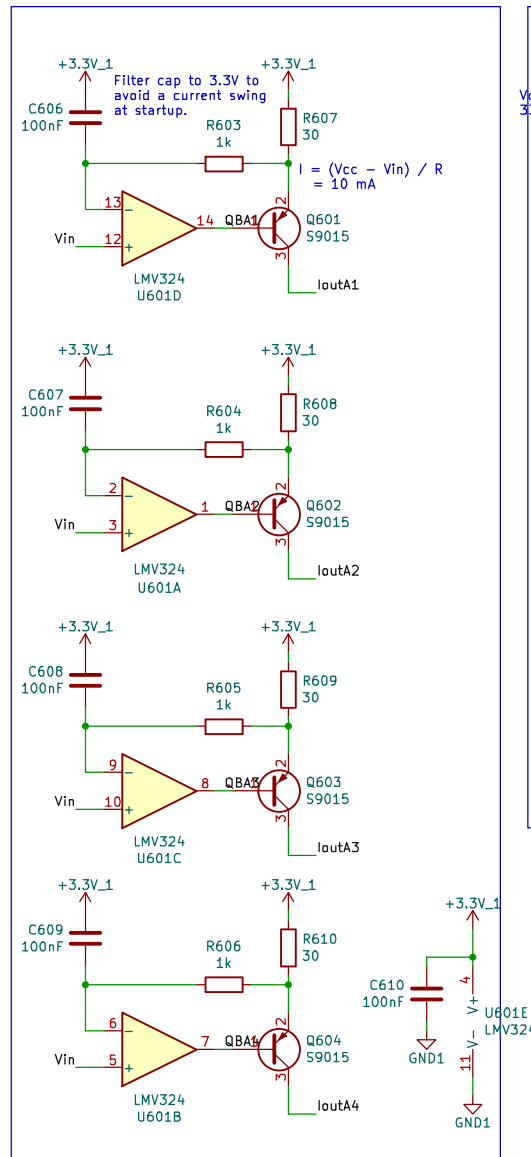 +3.3V_1
+3.3V_1
Filter cap to 3.3V to
avoid a current swing
at startup.
C606
100nF
R607
30
R603
1k
I = (Vcc - Vin) / R
= 10 mA
13
-
2
14
QBA1
1
Q601
S9015
Vin
12
+
3
LMV324
U601D
IoutA1
+3.3V_1
+3.3V_1
C607
100nF
R608
30
R604
1k
2
-
2
1
QBA2
Q602
S9015
Vin
3
+
3
LMV324
U601A
IoutA2
+3.3V_1
+3.3V_1
C608
100nF
R609
30
R605
1k
9
-
2
8
QBA3
Q603
S9015
Vin
10
+
3
LMV324
U601C
IoutA3
+3.3V_1
+3.3V_1
C609
100nF
R610
30
R606
1k
6
-
2
7
QBA4
Q604
S9015
Vin
5
+
3
LMV324
U601B
IoutA4
+3.3V_1
C610
100nF
4
V+
U601E
LMV324
V-
11
GND1
GND1